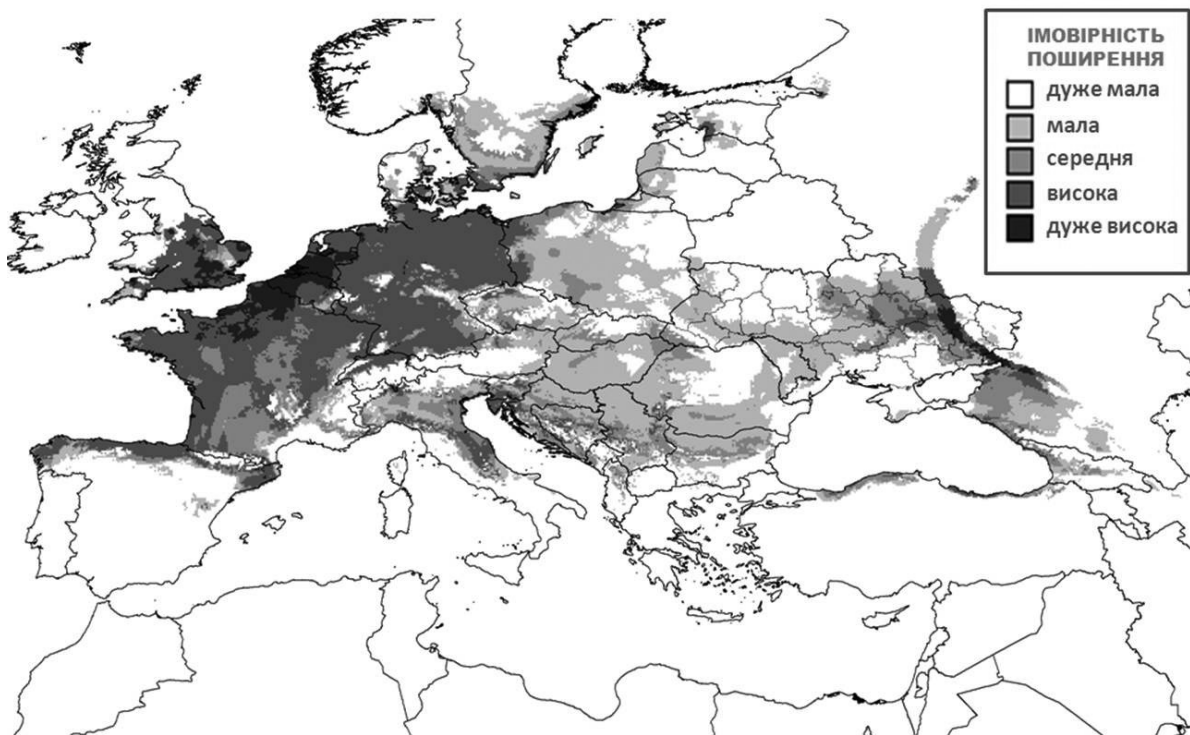 ІМОВІРНІСТЬ
ПОШИРЕННЯ
дуже мала
мала
середня
висока
дуже висока